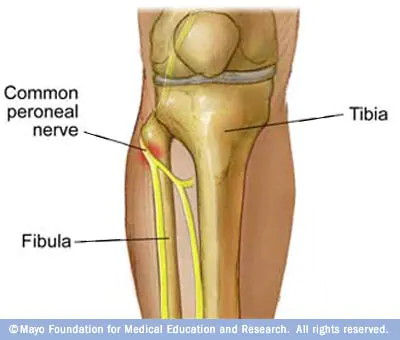 Common
peroneal
nerve
Tibia
Fibula
©Mayo Foundation for Medical Education and Research. All rights reserved.